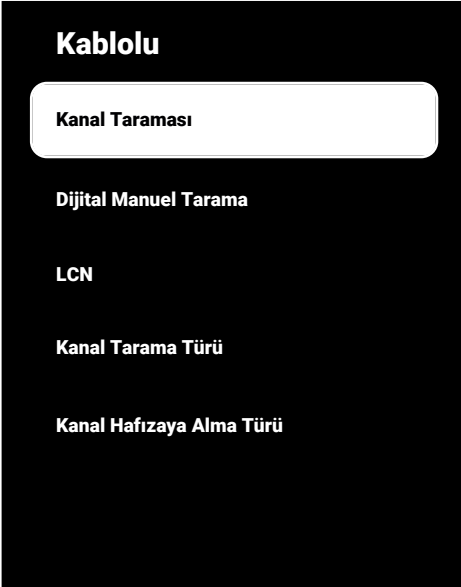 Kablolu
Kanal Taraması
Dijital Manuel Tarama
LCN
Kanal Tarama Türü
Kanal Hafızaya Alma Türü